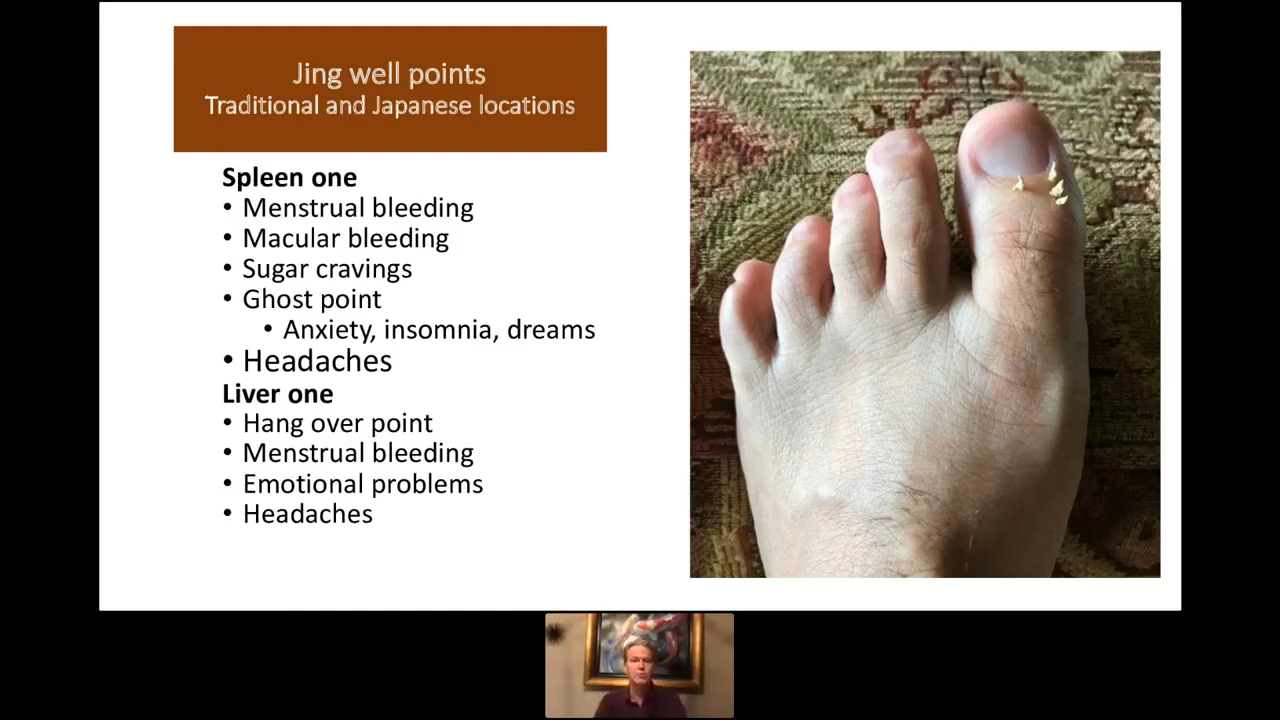 Jing well points
Traditional and Japanese locations
Spleen one
• Menstrual bleeding
• Macular bleeding
• Sugar cravings
• Ghost point
• Anxiety, insomnia, dreams
• Headaches
Liver one
• Hang over point
• Menstrual bleeding
• Emotional problems
• Headaches